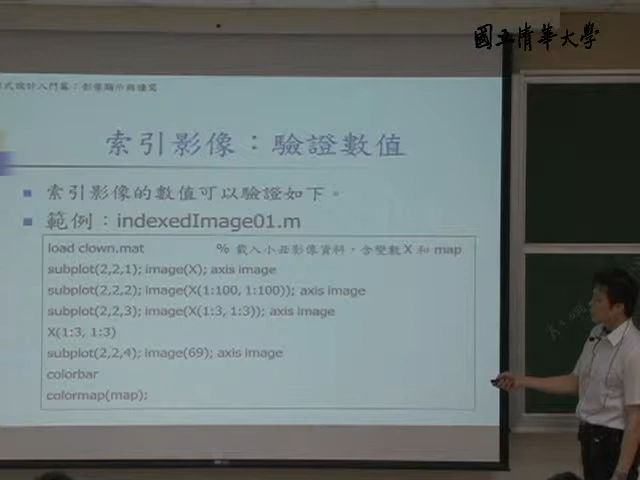 國立清華大學
式設計入門篇：影像顯示與讀寫
索引影像：驗證數值
索引影像的數值可以驗證如下。
範例：indexedImage01.m
load clown.mat % 載入小丑影像資料，含變數 X 和 map
subplot(2,2,1); image(X); axis image
subplot(2,2,2); image(X(1:100, 1:100)); axis image
subplot(2,2,3); image(X(1:3, 1:3)); axis image
X(1:3, 1:3)
subplot(2,2,4); image(69); axis image
colorbar
colormap(map);